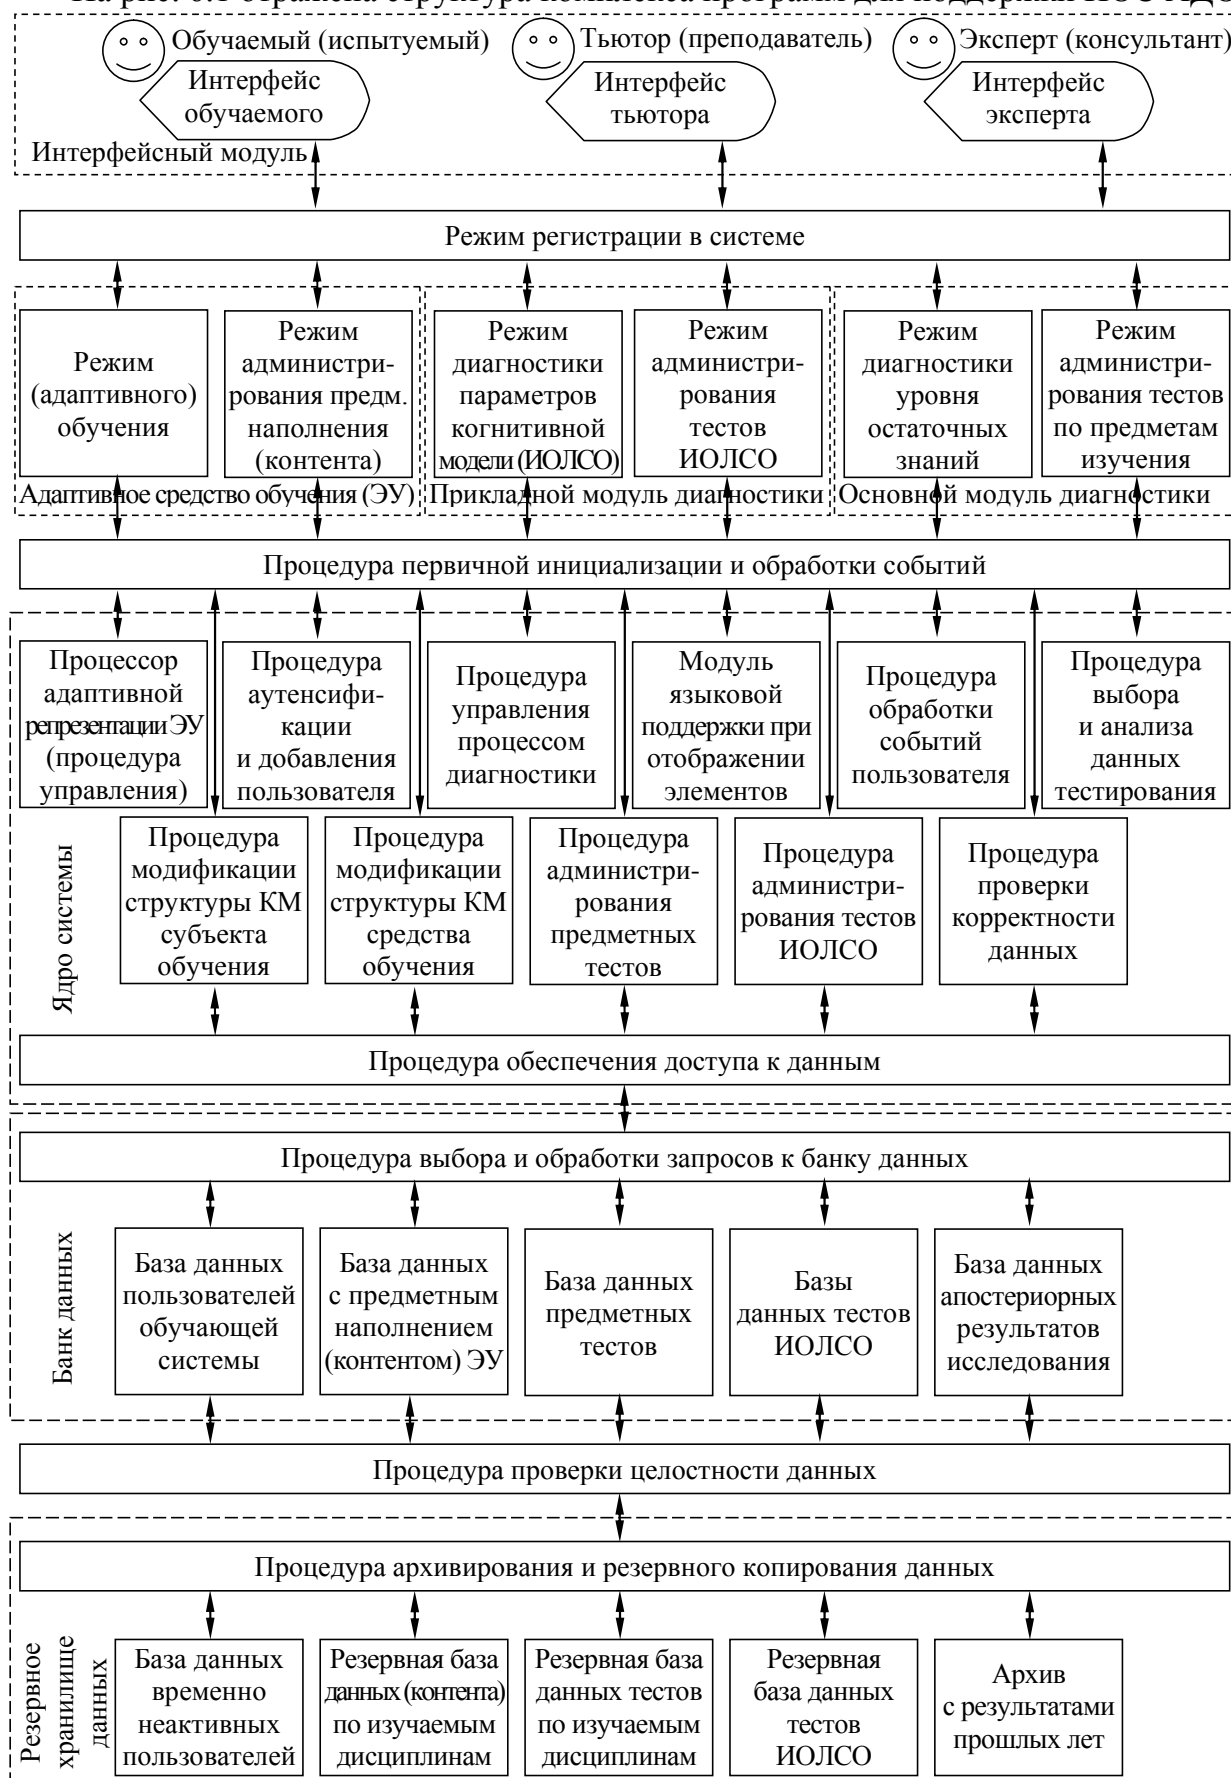 Обучаемый (испытуемый)
Тьютор (преподаватель)
Эксперт (консультант)
Интерфейс
обучаемого
Интерфейс
тьютора
Интерфейс
эксперта
Интерфейсный модуль
Режим регистрации в системе
Режим
(адаптивного)
обучения
Режим
администри-
рования предм.
наполнения
(контента)
Режим
диагностики
параметров
когнитивной
модели (ИОЛСО)
Режим
администри-
рования
тестов
ИОЛСО
Режим
диагностики
уровня
остаточных
знаний
Режим
администри-
рования тестов
по предметам
изучения
Адаптивное средство обучения (ЭУ)
Прикладной модуль диагностики
Основной модуль диагностики
Процедура первичной инициализации и обработки событий
Процессор
адаптивной
репрезентации ЭУ
(процедура
управления)
Процедура
аутенсифи-
кации
и добавления
пользователя
Процедура
управления
процессом
диагностики
Модуль
языковой
поддержки при
отображении
элементов
Процедура
обработки
событий
пользователя
Процедура
выбора
и анализа
данных
тестирования
Ядро системы
Процедура
модификации
структуры КМ
субъекта
обучения
Процедура
модификации
структуры КМ
средства
обучения
Процедура
администри-
рования
предметных
тестов
Процедура
администри-
рования тестов
ИОЛСО
Процедура
проверки
корректности
данных
Процедура обеспечения доступа к данным
Процедура выбора и обработки запросов к банку данных
Банк данных
База данных
пользователей
обучающей
системы
База данных
с предметным
наполнением
(контентом) ЭУ
База данных
предметных
тестов
Базы
данных тестов
ИОЛСО
База данных
апостериорных
результатов
исследования
Процедура проверки целостности данных
Процедура архивирования и резервного копирования данных
Резервное
хранилище
данных
База данных
временно
неактивных
пользователей
Резервная база
данных (контента)
по изучаемым
дисциплинам
Резервная база
данных тестов
по изучаемым
дисциплинам
Резервная
база данных
тестов
ИОЛСО
Архив
с результатами
прошлых лет